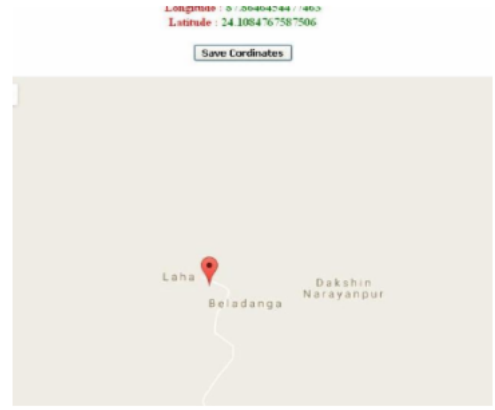 Longitude :
Latitude : 24.1084767587506
Save Cordinates
Laha
Beladanga
Dakshin
Narayanpur